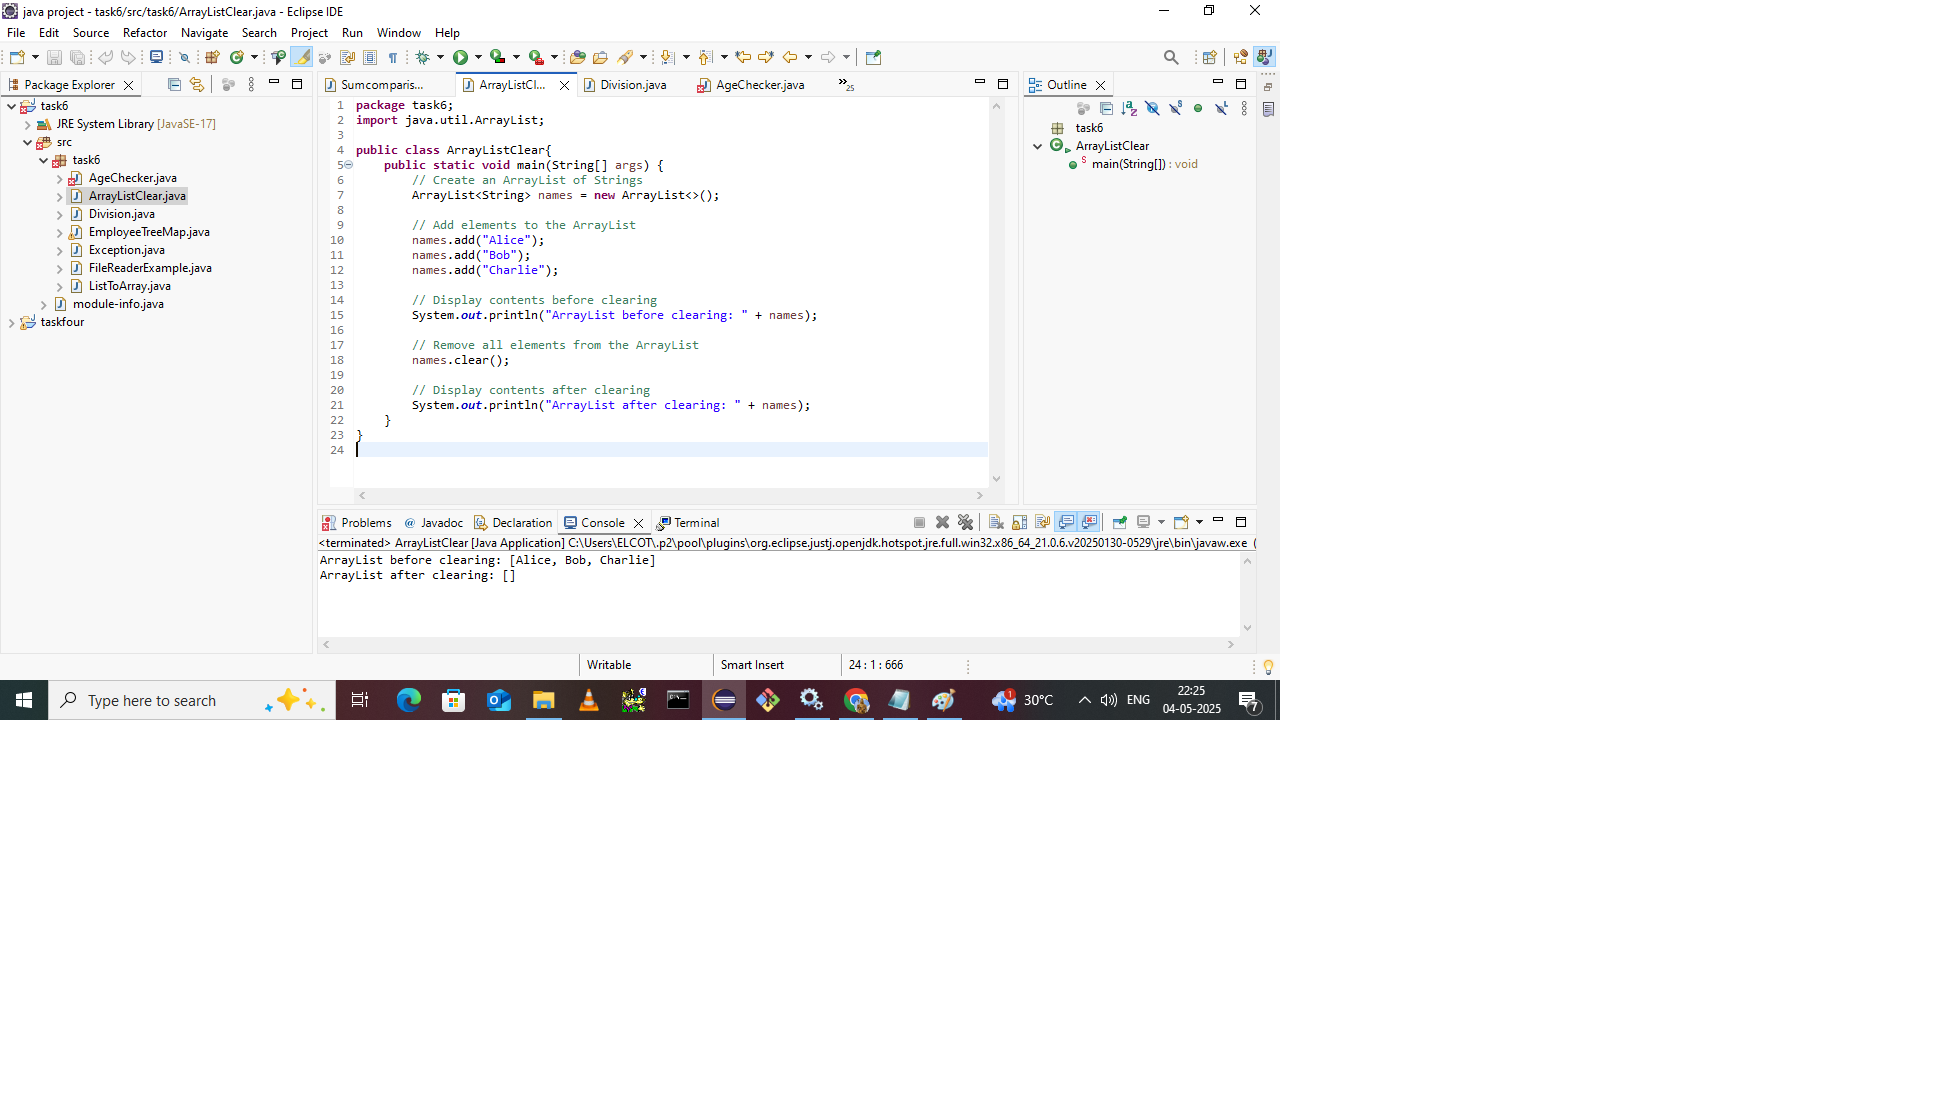 java project - task6/src/task6/ArrayListClear.java - Eclipse IDE
File Edit Source Refactor Navigate Search Project Run Window Help
Package Explorer
task6
JRE System Library [JavaSE-17]
src
task6
AgeChecker.java
ArrayListClear.java
Division.java
EmployeeTreeMap.java
Exception.java
FileReaderExample.java
ListToArray.java
module-info.java
taskfour
Sumcomparis... ArrayListCl... Division.java AgeChecker.java »25
1 package task6;
2 import java.util.ArrayList;
3
4 public class ArrayListClear{
5 public static void main(String[] args) {
6 // Create an ArrayList of Strings
7 ArrayList<String> names = new ArrayList<>();
8
9 // Add elements to the ArrayList
10 names.add("Alice");
11 names.add("Bob");
12 names.add("Charlie");
13
14 // Display contents before clearing
15 System.out.println("ArrayList before clearing: " + names);
16
17 // Remove all elements from the ArrayList
18 names.clear();
19
20 // Display contents after clearing
21 System.out.println("ArrayList after clearing: " + names);
22 }
23 }
24
Outline
task6
ArrayListClear
main(String[]) : void
Problems @ Javadoc Declaration Console Terminal
<terminated> ArrayListClear [Java Application] C:\Users\ELCOT\.p2\pool\plugins\org.eclipse.justj.openjdk.hotspot.jre.full.win32.x86_64_21.0.6.v20250130-0529\jre\bin\javaw.exe (
ArrayList before clearing: [Alice, Bob, Charlie]
ArrayList after clearing: []
Writable Smart Insert 24 : 1 : 666
Type here to search
1 30°C ENG
22:25
04-05-2025
7